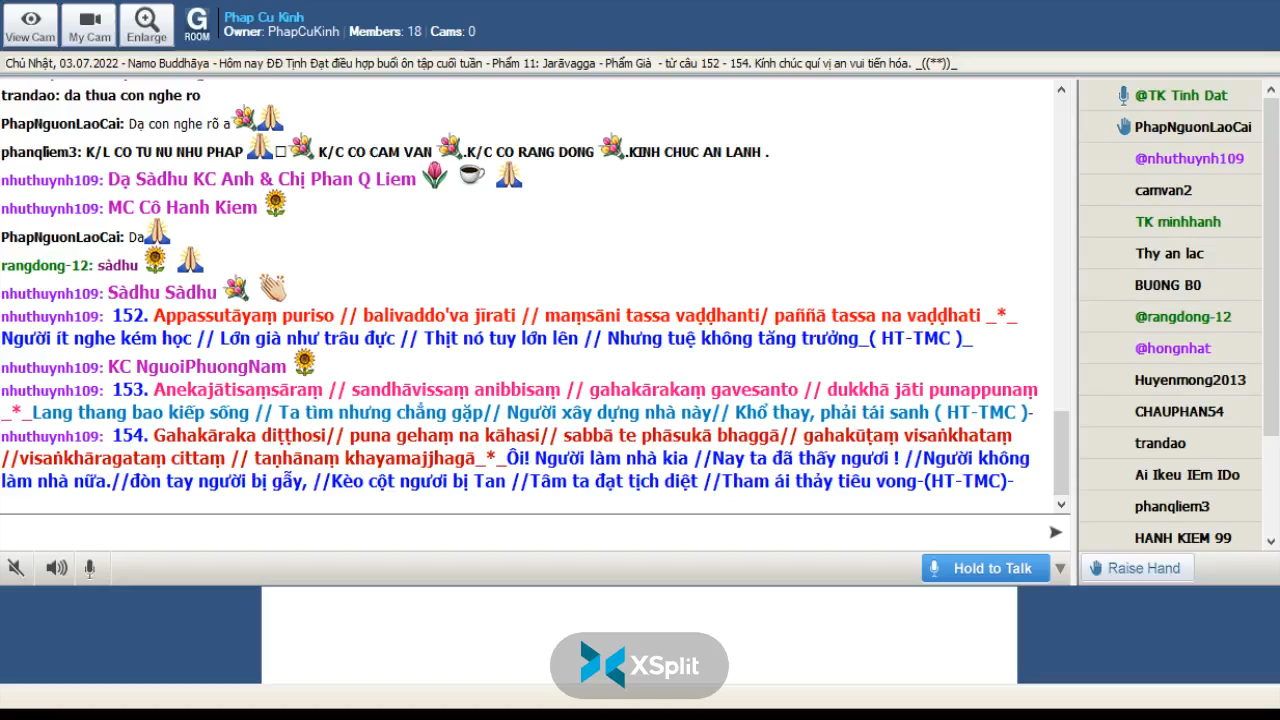 View Cam
My Cam
Enlarge
G
ROOM
Phap Cu Kinh
Owner: PhapCuKinh | Members: 18 | Cams: 0
Chủ Nhật, 03.07.2022 - Namo Buddhāya - Hôm nay ĐĐ Tịnh Đạt điều hợp buổi ôn tập cuối tuần - Phẩm 11: Jarāvagga - Phẩm Già - từ câu 152 - 154. Kính chúc quí vị an vui tiến hóa. _((**))_
trandao: da thua con nghe ro
PhapNguonLaoCai: Dạ con nghe rõ a
phanqliem3: K/L CO TU NU NHU PHAP K/C CO CAM VAN .K/C CO RANG DONG .KINH CHUC AN LANH .
nhuthuynh109: Dạ Sàdhu KC Anh & Chị Phan Q Liem
nhuthuynh109: MC Cô Hanh Kiem
PhapNguonLaoCai: Dạ
rangdong-12: sàdhu
nhuthuynh109: Sàdhu Sàdhu
nhuthuynh109: 152. Appassutāyaṃ puriso // balivaddo'va jīrati // maṃsāni tassa vaḍḍhanti/ paññā tassa na vaḍḍhati _*_
Người ít nghe kém học // Lớn già như trâu đực // Thịt nó tuy lớn lên // Nhưng tuệ không tăng trưởng_( HT-TMC )_
nhuthuynh109: KC NguoiPhuongNam
nhuthuynh109: 153. Anekajātisaṃsāraṃ // sandhāvissaṃ anibbisaṃ // gahakārakaṃ gavesanto // dukkhā jāti punappunaṃ
_*_Lang thang bao kiếp sống // Ta tìm nhưng chẳng gặp// Người xây dựng nhà này// Khổ thay, phải tái sanh ( HT-TMC )-
nhuthuynh109: 154. Gahakāraka diṭṭhosi// puna gehaṃ na kāhasi// sabbā te phāsukā bhaggā// gahakūṭaṃ visaṅkhataṃ
//visaṅkhāragataṃ cittaṃ // taṇhānaṃ khayamajjhagā_*_Ôi! Người làm nhà kia //Nay ta đã thấy ngươi ! //Người không
làm nhà nữa.//đòn tay người bị gẫy, //Kèo cột ngươi bị Tan //Tâm ta đạt tịch diệt //Tham ái thảy tiêu vong-(HT-TMC)-
@TK Tinh Dat
PhapNguonLaoCai
@nhuthuynh109
camvan2
TK minhhanh
Thy an lac
BU0NG B0
@rangdong-12
@hongnhat
Huyenmong2013
CHAUPHAN54
trandao
Ai Ikeu IEm IDo
phanqliem3
HANH KIEM 99
Hold to Talk
Raise Hand
XSplit